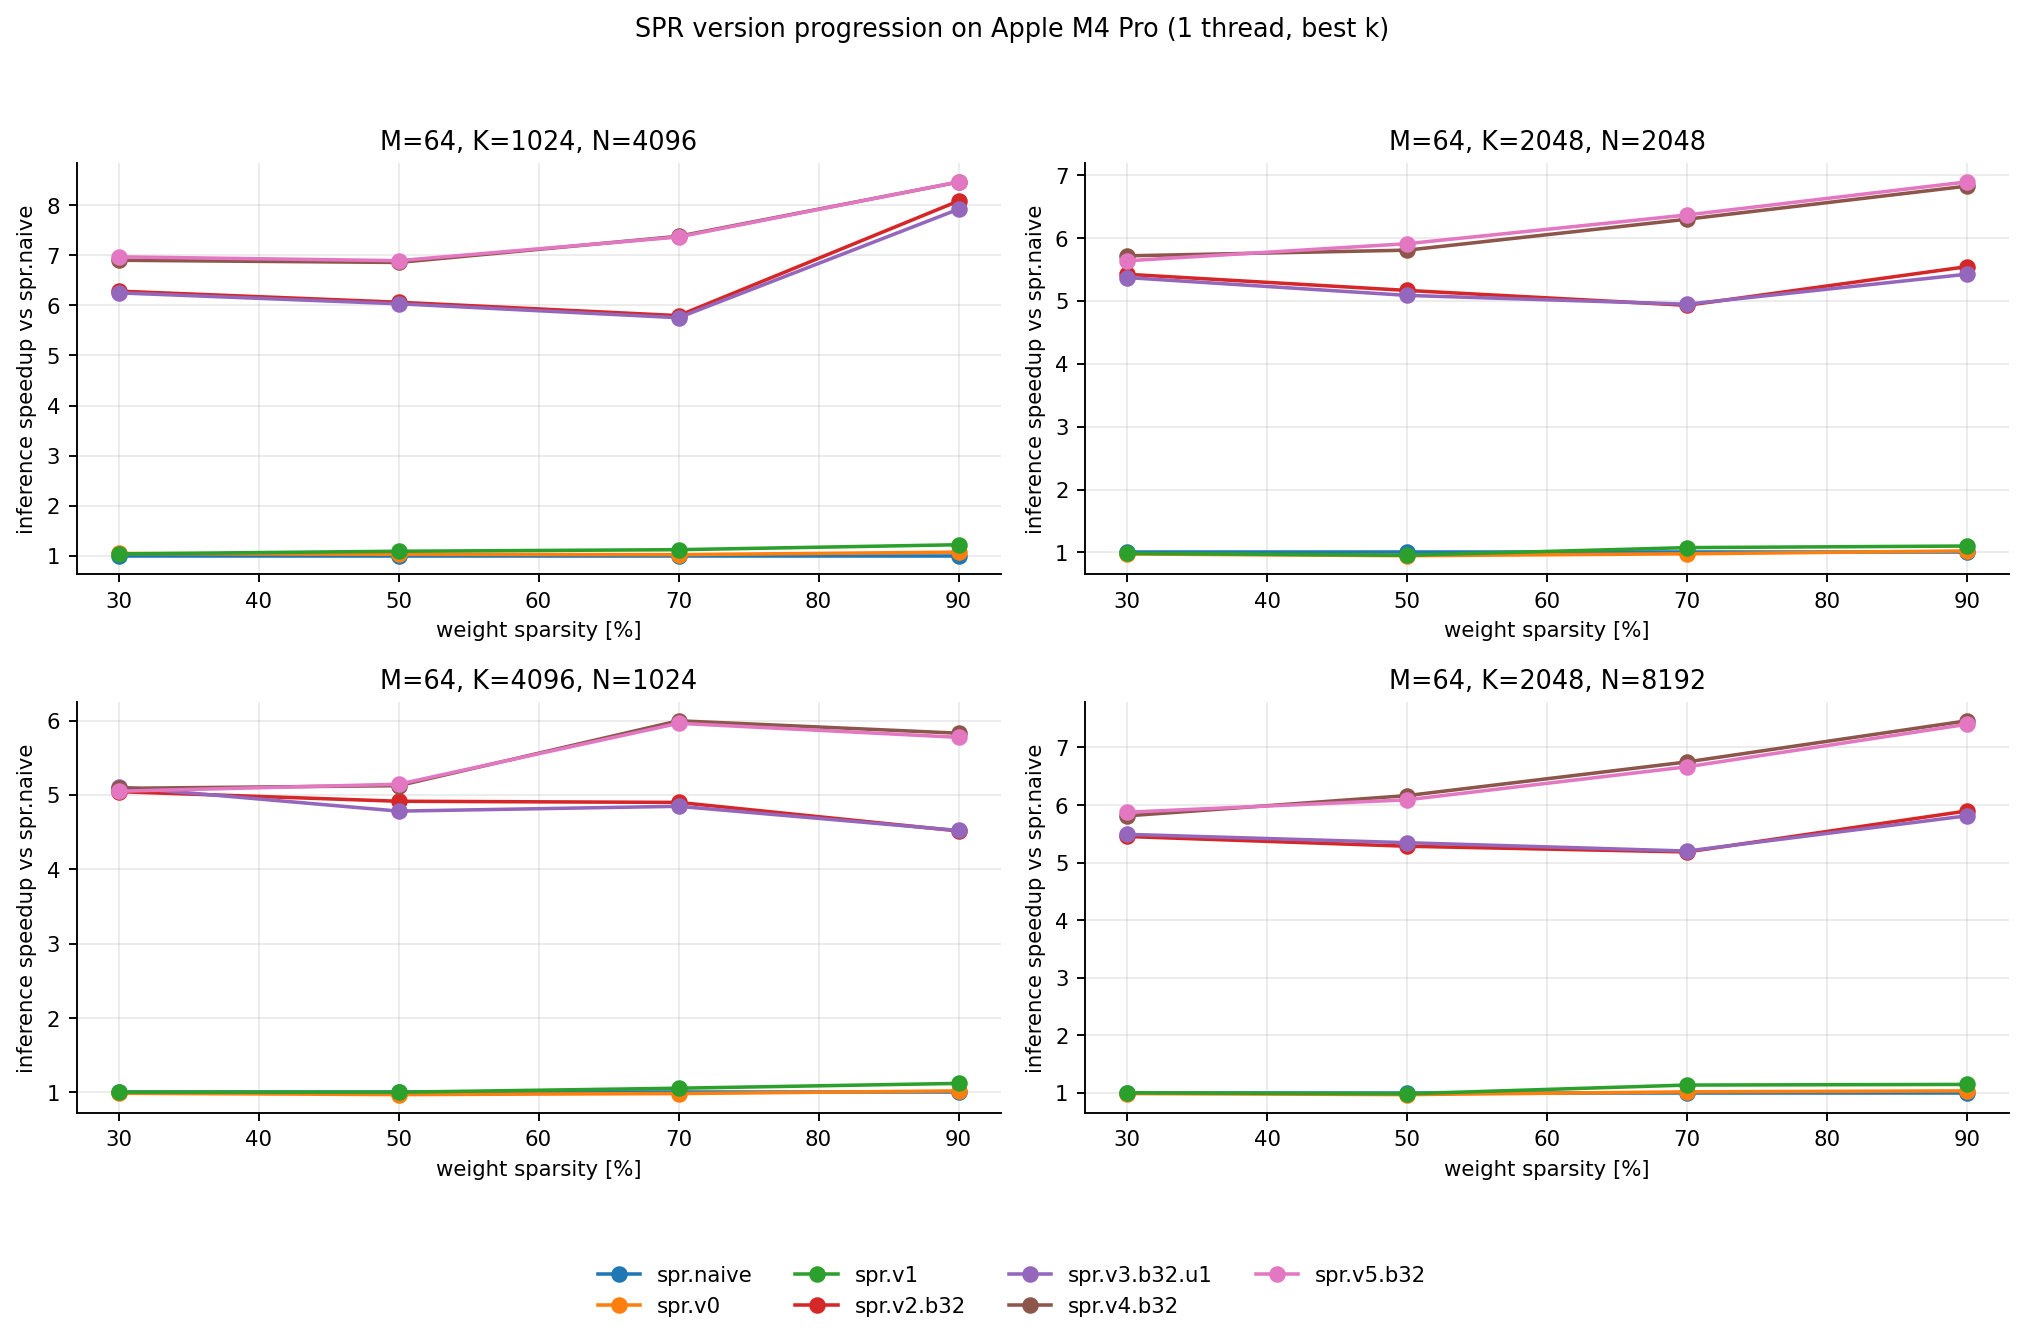 SPR version progression on Apple M4 Pro (1 thread, best k)
M=64, K=1024, N=4096
inference speedup vs spr.naive
8
7
6
5
4
3
2
1
30 40 50 60 70 80 90
weight sparsity [%]
M=64, K=2048, N=2048
inference speedup vs spr.naive
7
6
5
4
3
2
1
30 40 50 60 70 80 90
weight sparsity [%]
M=64, K=4096, N=1024
inference speedup vs spr.naive
6
5
4
3
2
1
30 40 50 60 70 80 90
weight sparsity [%]
M=64, K=2048, N=8192
inference speedup vs spr.naive
7
6
5
4
3
2
1
30 40 50 60 70 80 90
weight sparsity [%]
spr.naive spr.v1 spr.v3.b32.u1 spr.v5.b32
spr.v0 spr.v2.b32 spr.v4.b32